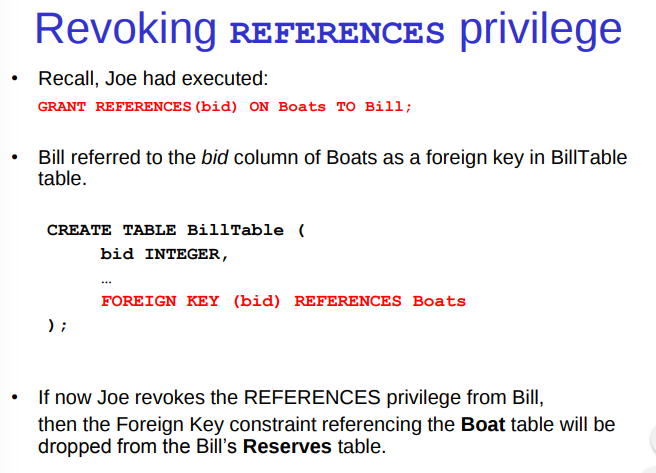 Revoking REFERENCES privilege
• Recall, Joe had executed:
GRANT REFERENCES(bid) ON Boats TO Bill;
• Bill referred to the bid column of Boats as a foreign key in BillTable
table.
CREATE TABLE BillTable (
bid INTEGER,
…
FOREIGN KEY (bid) REFERENCES Boats
);
• If now Joe revokes the REFERENCES privilege from Bill,
then the Foreign Key constraint referencing the Boat table will be
dropped from the Bill's Reserves table.